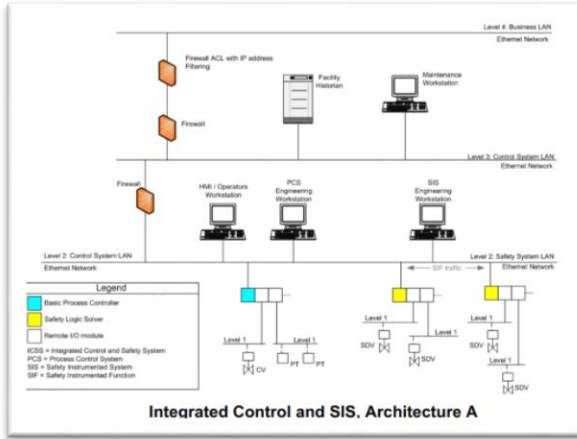 Level 4: Business LAN
Ethernet Network
Firewall ACL with IP address
Filtering
Facility
Historian
Maintenance
Workstation
Firewall
Level 3: Control System LAN
Ethernet Network
Firewall
HMI / Operators
Workstation
PCS
Engineering
Workstation
SIS
Engineering
Workstation
Level 2: Control System LAN
Ethernet Network
SIF traffic
Level 2: Safety System LAN
Ethernet Network
Legend
Basic Process Controller
Safety Logic Solver
Remote I/O module
ICSS = Integrated Control and Safety System
PCS = Process Control System
SIS = Safety Instrumented System
SIF = Safety Instrumented Function
Level 1
Level 1
CV
PT
PT
Level 1
Level 1
SDV
SDV
Level 1
Level 1
SDV
SDV
Integrated Control and SIS, Architecture A